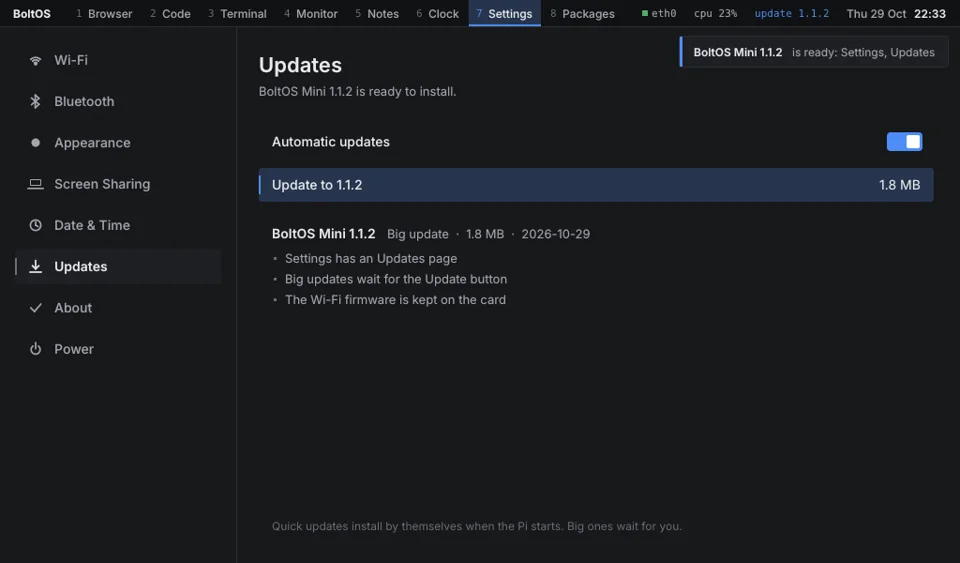 BoltOS 1 Browser 2 Code 3 Terminal 4 Monitor 5 Notes 6 Clock 7 Settings 8 Packages eth0 cpu 23% update 1.1.2 Thu 29 Oct 22:33
BoltOS Mini 1.1.2 is ready: Settings, Updates
Wi-Fi
Bluetooth
Appearance
Screen Sharing
Date & Time
Updates
About
Power
Updates
BoltOS Mini 1.1.2 is ready to install.
Automatic updates
Update to 1.1.2 1.8 MB
BoltOS Mini 1.1.2 Big update · 1.8 MB · 2026-10-29
• Settings has an Updates page
• Big updates wait for the Update button
• The Wi-Fi firmware is kept on the card
Quick updates install by themselves when the Pi starts. Big ones wait for you.